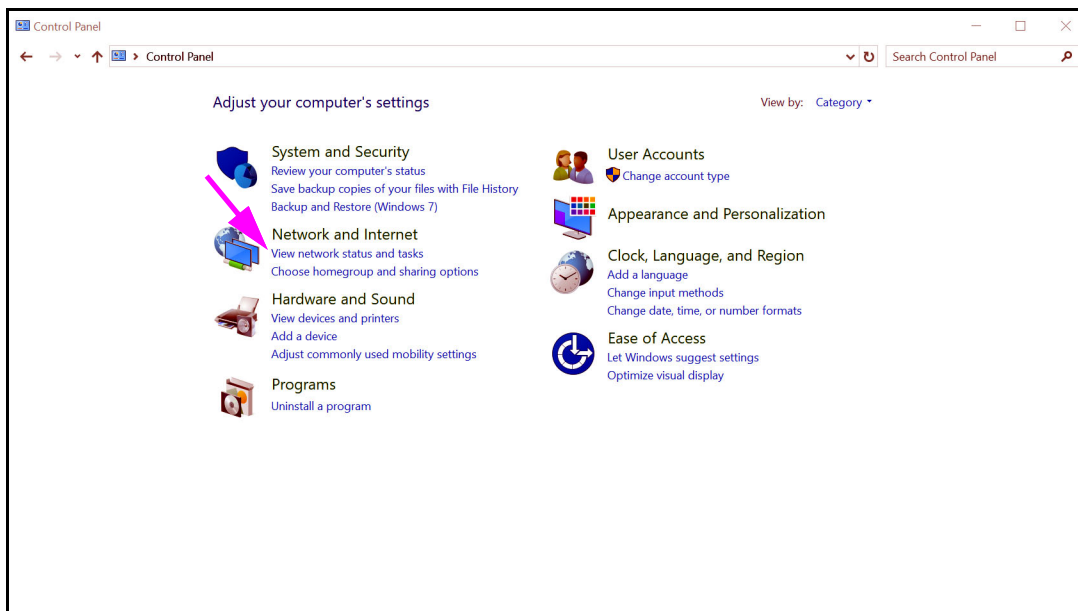 Control Panel
Control Panel
Search Control Panel
Adjust your computer's settings
View by: Category
System and Security
Review your computer's status
Save backup copies of your files with File History
Backup and Restore (Windows 7)
Network and Internet
View network status and tasks
Choose homegroup and sharing options
Hardware and Sound
View devices and printers
Add a device
Adjust commonly used mobility settings
Programs
Uninstall a program
User Accounts
Change account type
Appearance and Personalization
Clock, Language, and Region
Add a language
Change input methods
Change date, time, or number formats
Ease of Access
Let Windows suggest settings
Optimize visual display